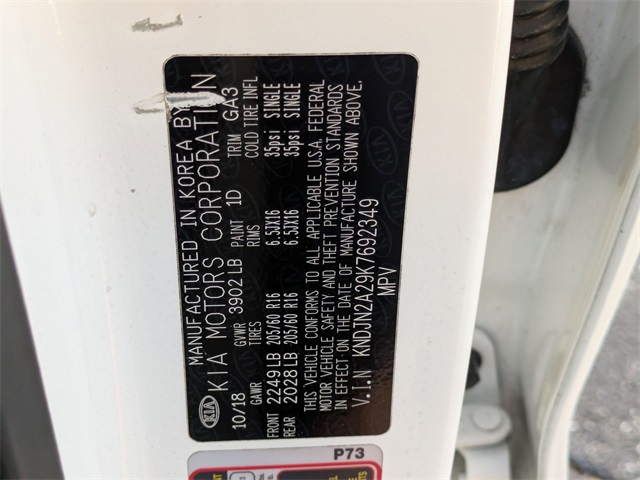 MANUFACTURED IN KOREA BY
KIA MOTORS CORPORATION
10/18 GVWR 3902 LB PAINT 1D TRIM GA3
GAWR TIRES RIMS COLD TIRE INFL
FRONT 2249 LB 205/60 R16 6.5JX16 35psi SINGLE
REAR 2028 LB 205/60 R16 6.5JX16 35psi SINGLE
THIS VEHICLE CONFORMS TO ALL APPLICABLE U.S.A. FEDERAL
MOTOR VEHICLE SAFETY AND THEFT PREVENTION STANDARDS
IN EFFECT ON THE DATE OF MANUFACTURE SHOWN ABOVE.
V.I.N KNDJN2A29K7692349
MPV
KIA
P73